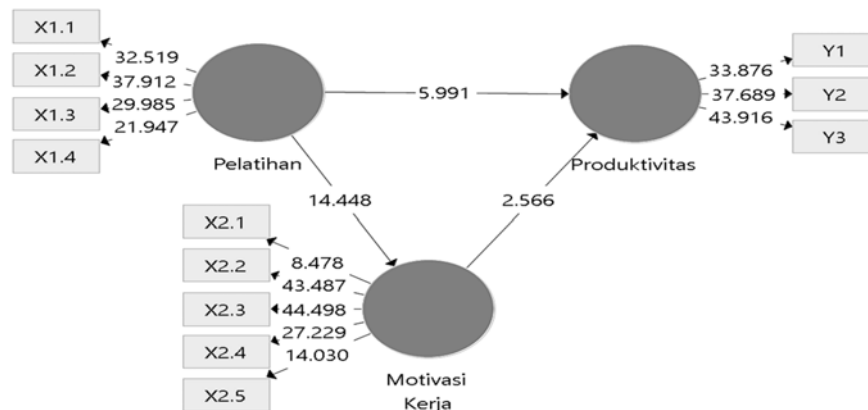 X1.1
X1.2
X1.3
X1.4
32.519
37.912
29.985
21.947
Pelatihan
5.991
Produktivitas
33.876
37.689
43.916
Y1
Y2
Y3
14.448
2.566
X2.1
X2.2
X2.3
X2.4
X2.5
8.478
43.487
44.498
27.229
14.030
Motivasi
Kerja